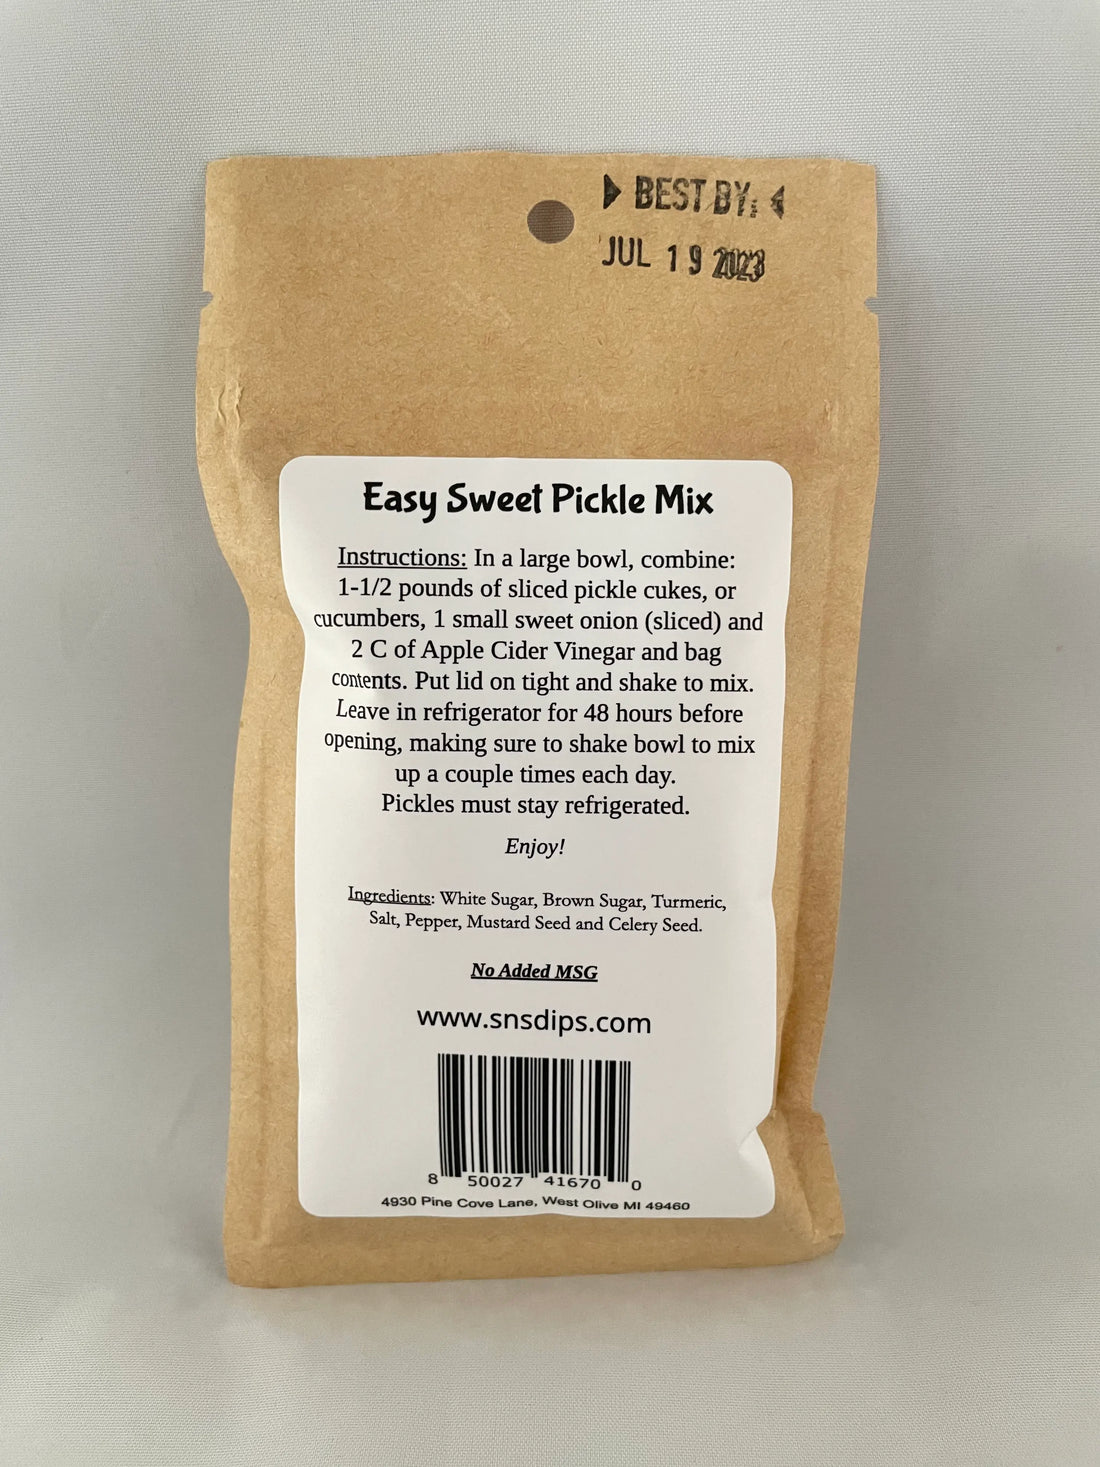 BEST BY:
JUL 19 2023
Easy Sweet Pickle Mix
Instructions: In a large bowl, combine:
1-1/2 pounds of sliced pickle cukes, or
cucumbers, 1 small sweet onion (sliced) and
2 C of Apple Cider Vinegar and bag
contents. Put lid on tight and shake to mix.
Leave in refrigerator for 48 hours before
opening, making sure to shake bowl to mix
up a couple times each day.
Pickles must stay refrigerated.
Enjoy!
Ingredients: White Sugar, Brown Sugar, Turmeric,
Salt, Pepper, Mustard Seed and Celery Seed.
No Added MSG
www.snsdips.com
8 50027 41670 0
4930 Pine Cove Lane, West Olive MI 49460